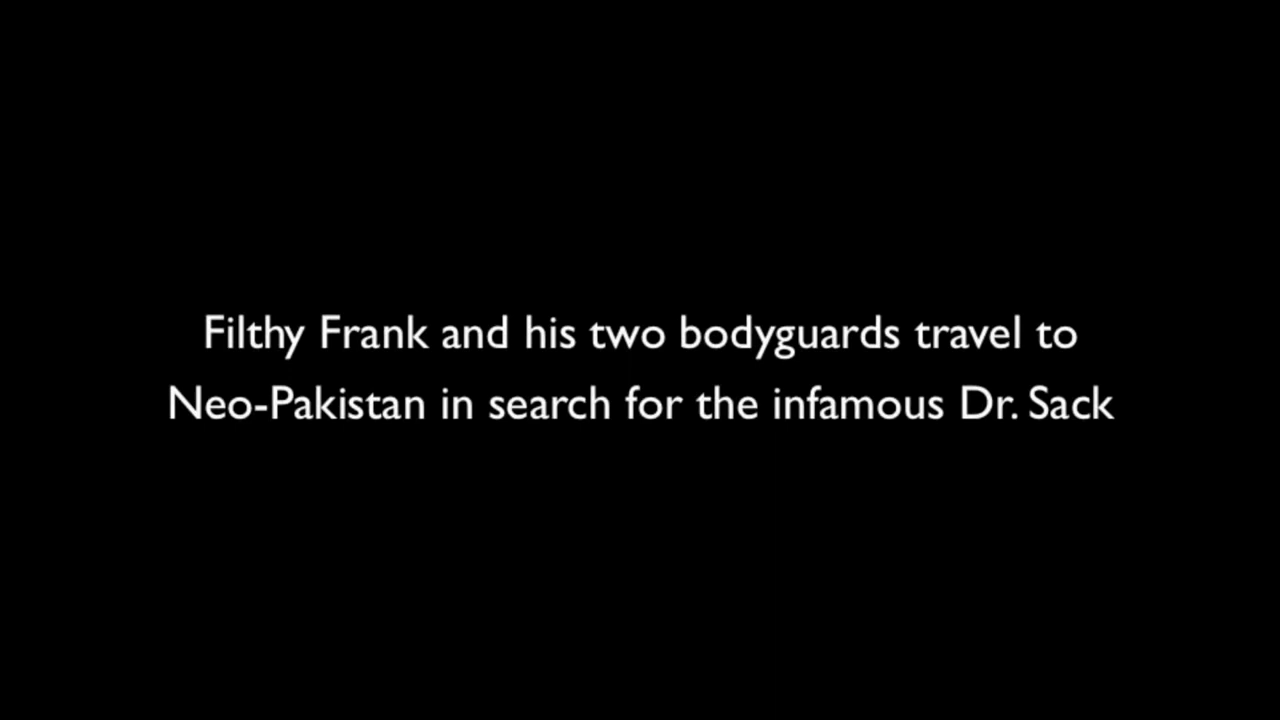 Filthy Frank and his two bodyguards travel to
Neo-Pakistan in search for the infamous Dr. Sack